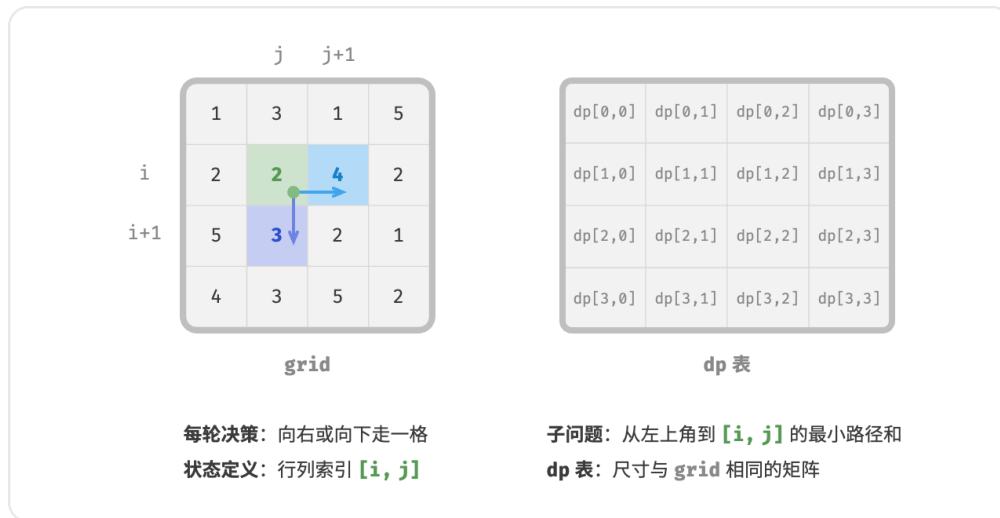 j j+1
1 3 1 5 dp[0,0] dp[0,1] dp[0,2] dp[0,3]
i 2 2 4 2 dp[1,0] dp[1,1] dp[1,2] dp[1,3]
i+1 5 3 2 1 dp[2,0] dp[2,1] dp[2,2] dp[2,3]
4 3 5 2 dp[3,0] dp[3,1] dp[3,2] dp[3,3]
grid dp 表
每轮决策：向右或向下走一格
状态定义：行列索引 [i, j]
子问题：从左上角到 [i, j] 的最小路径和
dp 表：尺寸与 grid 相同的矩阵